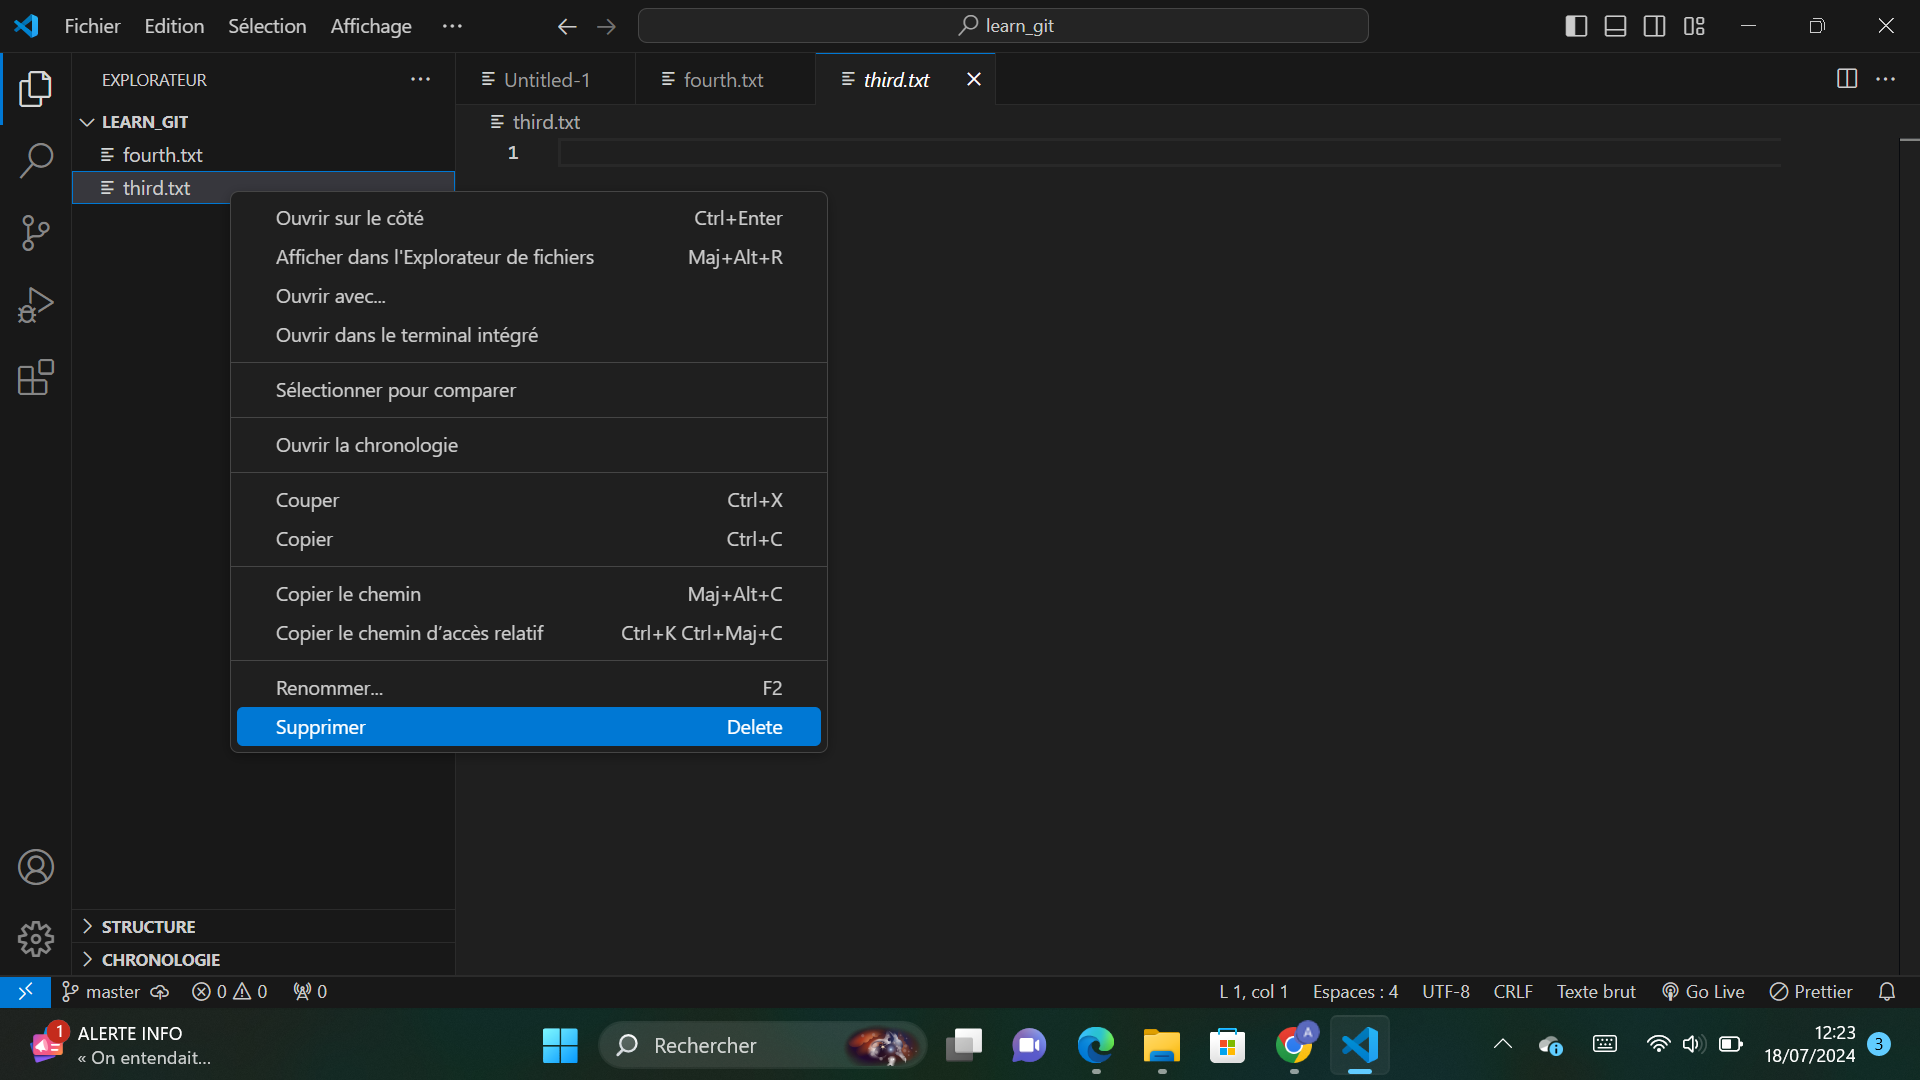 Fichier Edition Sélection Affichage ··· learn_git
EXPLORATEUR ···
Untitled-1 fourth.txt third.txt
LEARN_GIT
fourth.txt
third.txt
third.txt
1
Ouvrir sur le côté Ctrl+Enter
Afficher dans l'Explorateur de fichiers Maj+Alt+R
Ouvrir avec...
Ouvrir dans le terminal intégré
Sélectionner pour comparer
Ouvrir la chronologie
Couper Ctrl+X
Copier Ctrl+C
Copier le chemin Maj+Alt+C
Copier le chemin d’accès relatif Ctrl+K Ctrl+Maj+C
Renommer... F2
Supprimer Delete
STRUCTURE
CHRONOLOGIE
master 0 0 0 L 1, col 1 Espaces : 4 UTF-8 CRLF Texte brut Go Live Prettier
1 ALERTE INFO
« On entendait...
Rechercher
A
12:23
18/07/2024
3